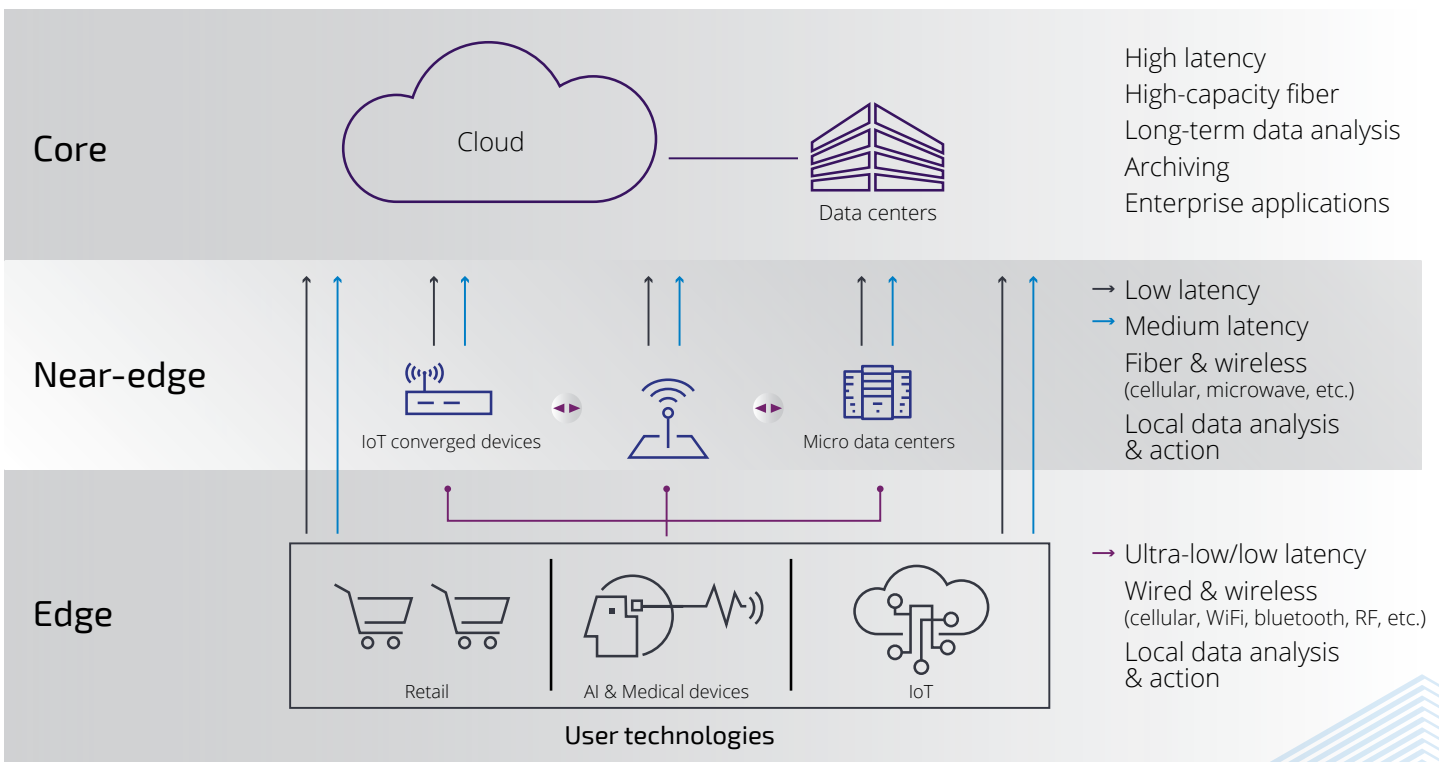 Core
Cloud
Data centers
High latency
High-capacity fiber
Long-term data analysis
Archiving
Enterprise applications
Near-edge
IoT converged devices
Micro data centers
Low latency
Medium latency
Fiber & wireless
(cellular, microwave, etc.)
Local data analysis
& action
Edge
Retail
AI & Medical devices
IoT
User technologies
Ultra-low/low latency
Wired & wireless
(cellular, WiFi, bluetooth, RF, etc.)
Local data analysis
& action